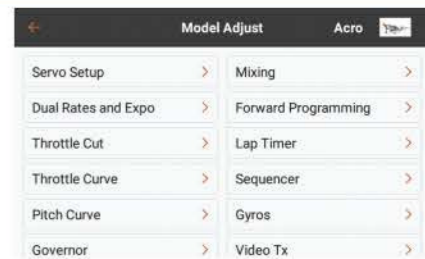 Model Adjust Acro
Servo Setup
Mixing
Dual Rates and Expo
Forward Programming
Throttle Cut
Lap Timer
Throttle Curve
Sequencer
Pitch Curve
Gyros
Governor
Video Tx